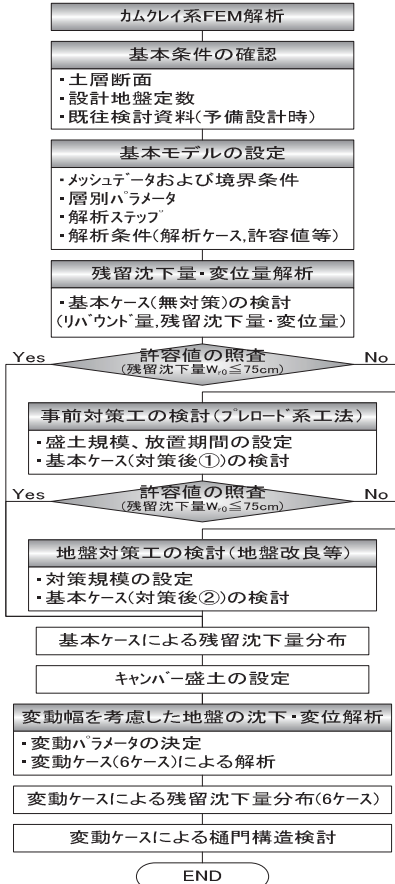 カムクレイ系FEM解析
基本条件の確認
・土層断面
・設計地盤定数
・既往検討資料(予備設計時)
基本モデルの設定
・メッシュデータおよび境界条件
・層別パラメータ
・解析ステップ
・解析条件(解析ケース,許容値等)
残留沈下量・変位量解析
・基本ケース(無対策)の検討
(リバウンド量,残留沈下量・変位量)
Yes
許容値の照査
No
(残留沈下量Wr0≦75cm)
事前対策工の検討(プレロード系工法)
・盛土規模、放置期間の設定
・基本ケース(対策後①)の検討
Yes
許容値の照査
No
(残留沈下量Wr0≦75cm)
地盤対策工の検討(地盤改良等)
・対策規模の設定
・基本ケース(対策後②)の検討
基本ケースによる残留沈下量分布
キャンバー盛土の設定
変動幅を考慮した地盤の沈下・変位解析
・変動パラメータの決定
・変動ケース(6ケース)による解析
変動ケースによる残留沈下量分布(6ケース)
変動ケースによる樋門構造検討
END